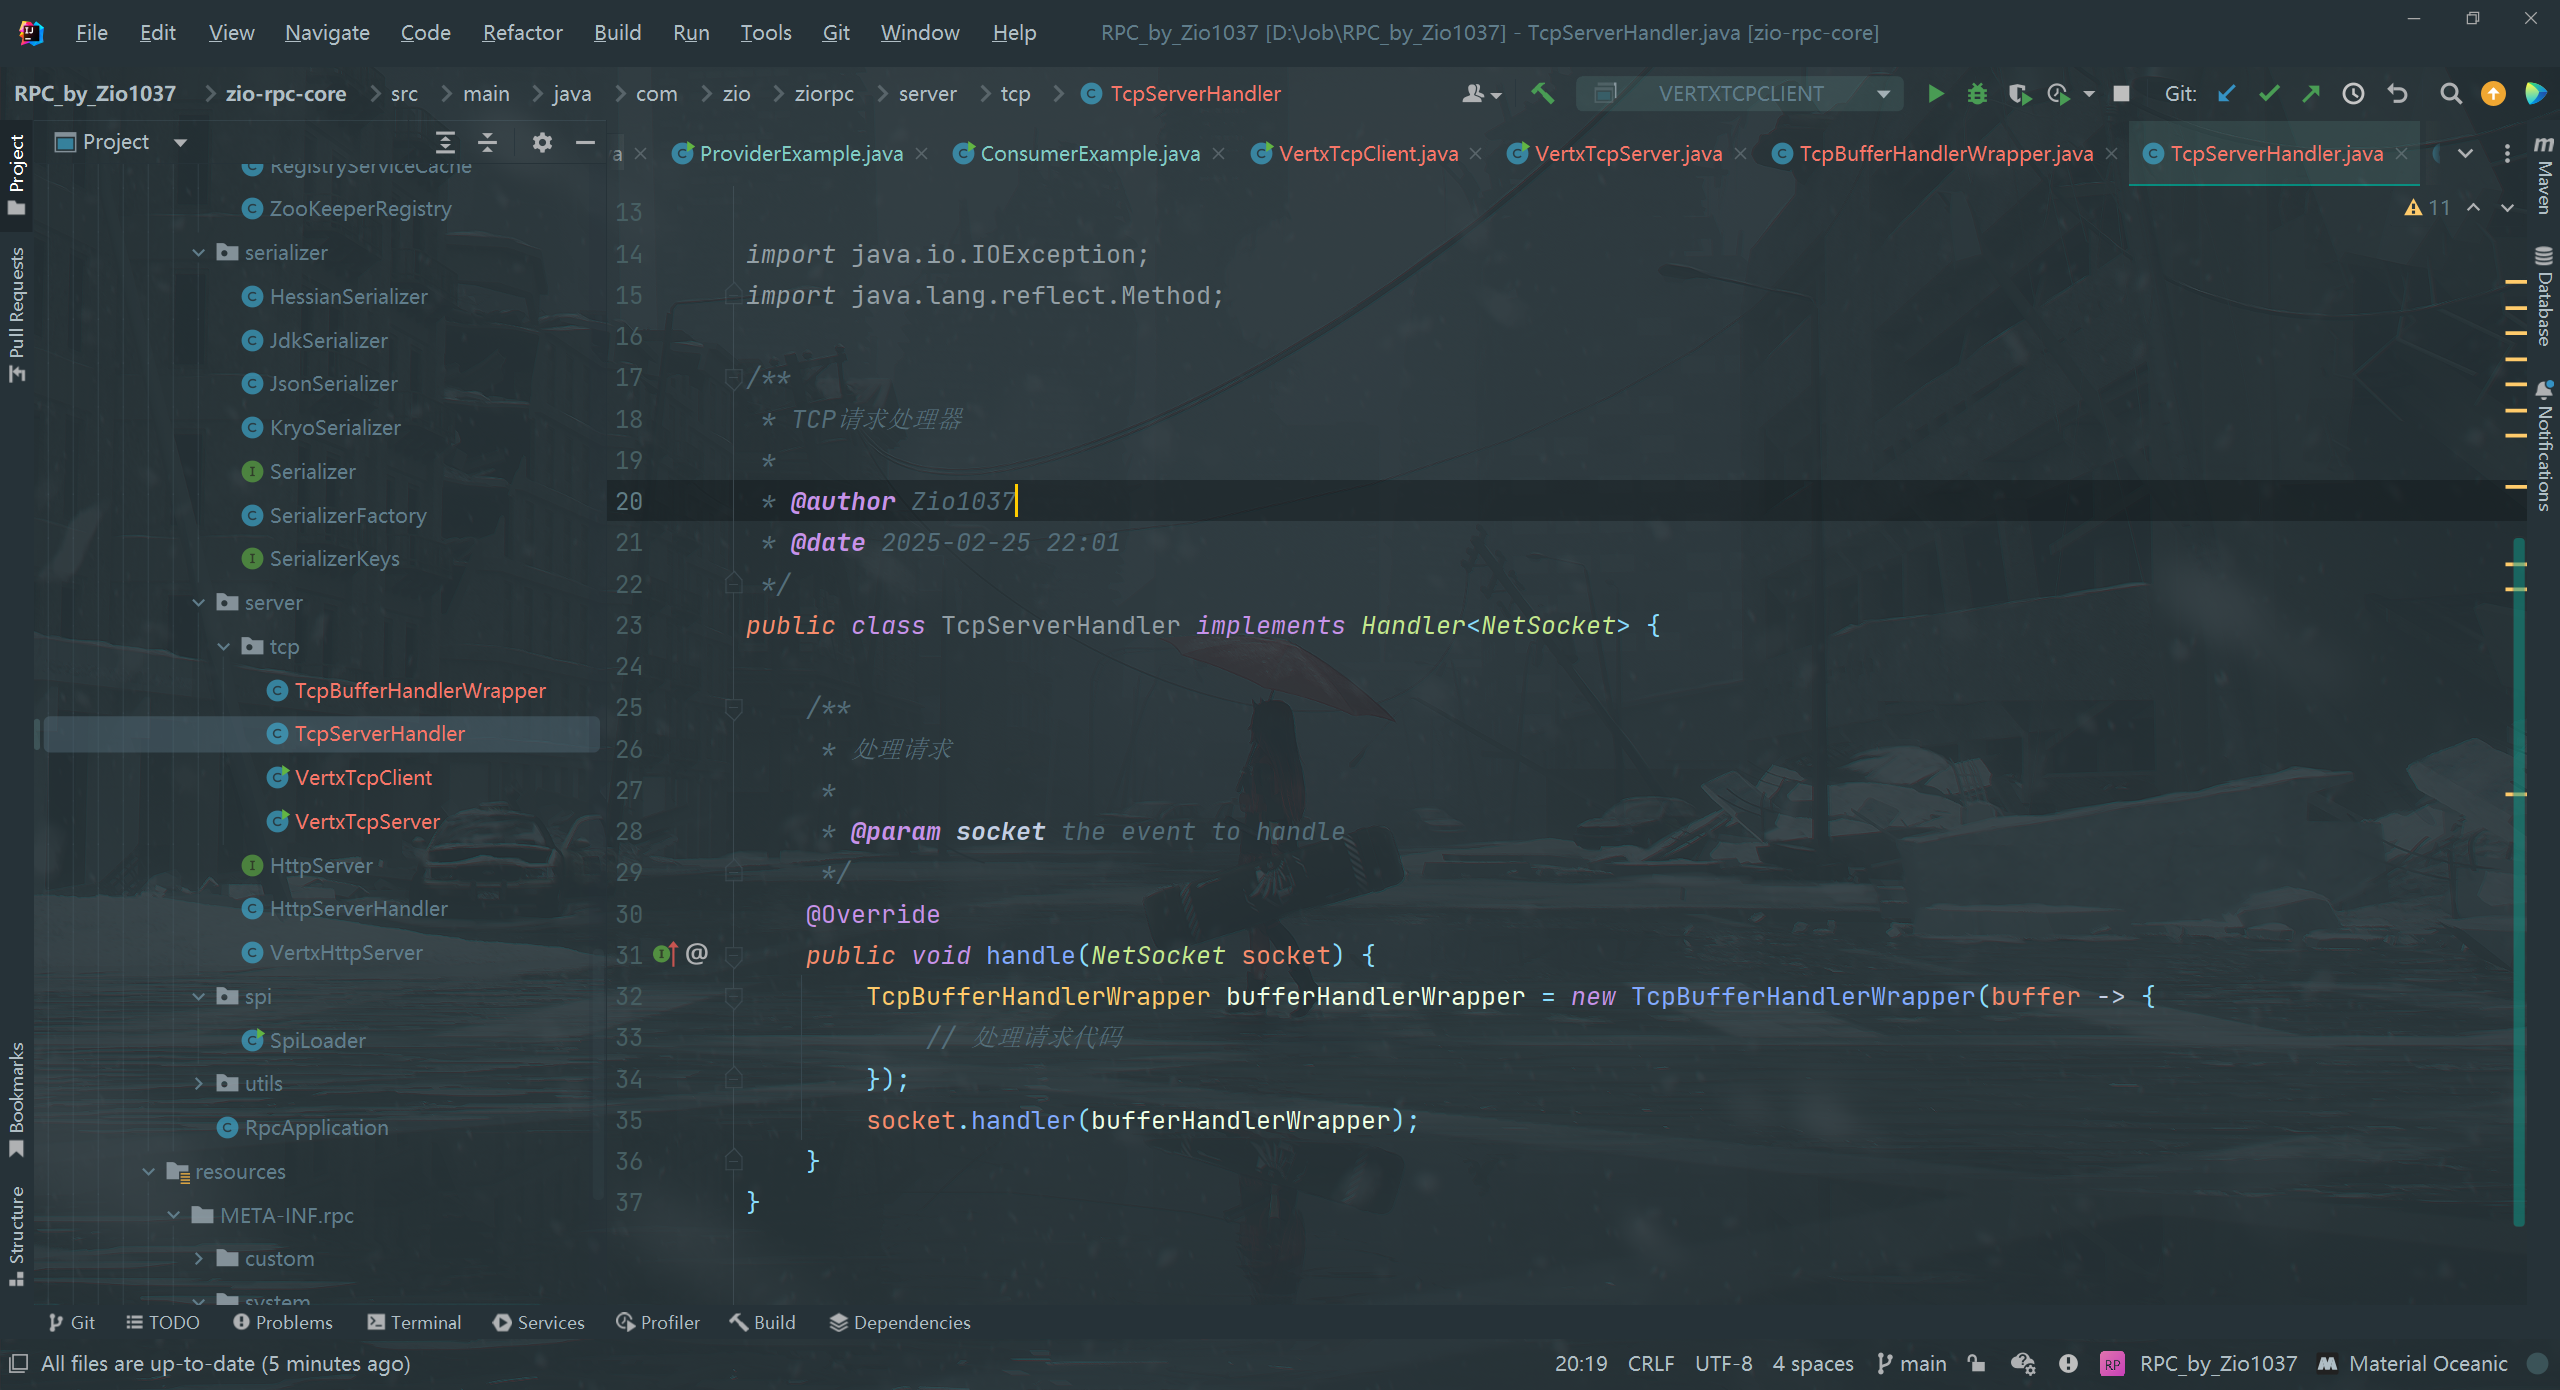 File Edit View Navigate Code Refactor Build Run Tools Git Window Help RPC_by_Zio1037 [D:\Job\RPC_by_Zio1037] - TcpServerHandler.java [zio-rpc-core]
RPC_by_Zio1037 zio-rpc-core src main java com zio ziorpc server tcp TcpServerHandler VERTXTCPCLIENT Git:
Project
ProviderExample.java ConsumerExample.java VertxTcpClient.java VertxTcpServer.java TcpBufferHandlerWrapper.java TcpServerHandler.java
11
Project
Pull Requests
Bookmarks
Structure
RegistryServiceCache
ZooKeeperRegistry
serializer
HessianSerializer
JdkSerializer
JsonSerializer
KryoSerializer
Serializer
SerializerFactory
SerializerKeys
server
tcp
TcpBufferHandlerWrapper
TcpServerHandler
VertxTcpClient
VertxTcpServer
HttpServer
HttpServerHandler
VertxHttpServer
spi
SpiLoader
utils
RpcApplication
resources
META-INF.rpc
custom
system
13
14 import java.io.IOException;
15 import java.lang.reflect.Method;
16
17 /**
18 * TCP请求处理器
19 *
20 * @author Zio1037
21 * @date 2025-02-25 22:01
22 */
23 public class TcpServerHandler implements Handler<NetSocket> {
24
25 /**
26 * 处理请求
27 *
28 * @param socket the event to handle
29 */
30 @Override
31 @ public void handle(NetSocket socket) {
32 TcpBufferHandlerWrapper bufferHandlerWrapper = new TcpBufferHandlerWrapper(buffer -> {
33 // 处理请求代码
34 });
35 socket.handler(bufferHandlerWrapper);
36 }
37 }
Maven
Database
Notifications
Git TODO Problems Terminal Services Profiler Build Dependencies
All files are up-to-date (5 minutes ago) 20:19 CRLF UTF-8 4 spaces main RP RPC_by_Zio1037 Material Oceanic